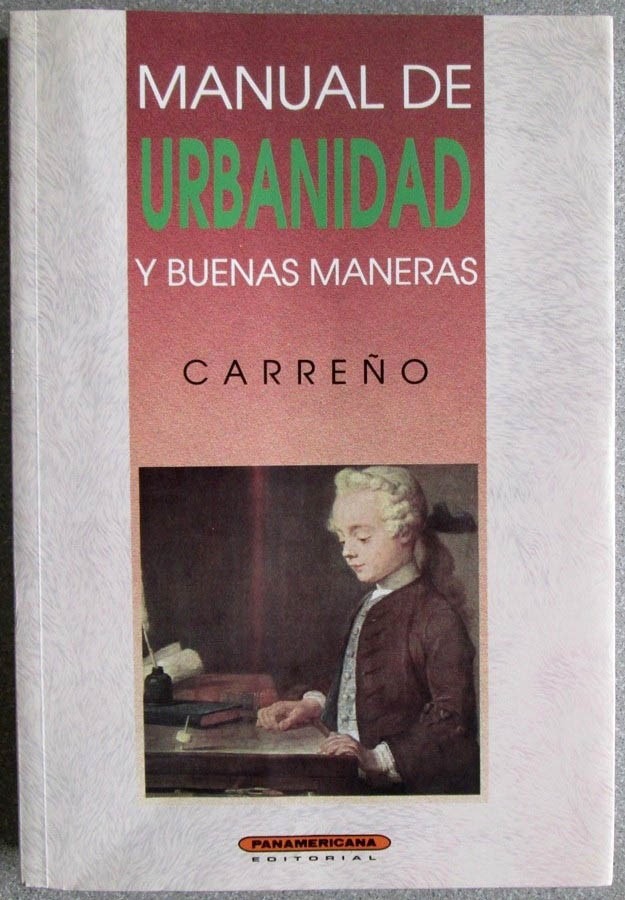 MANUAL DE
URBANIDAD
Y BUENAS MANERAS
CARREÑO
PANAMERICANA
EDITORIAL